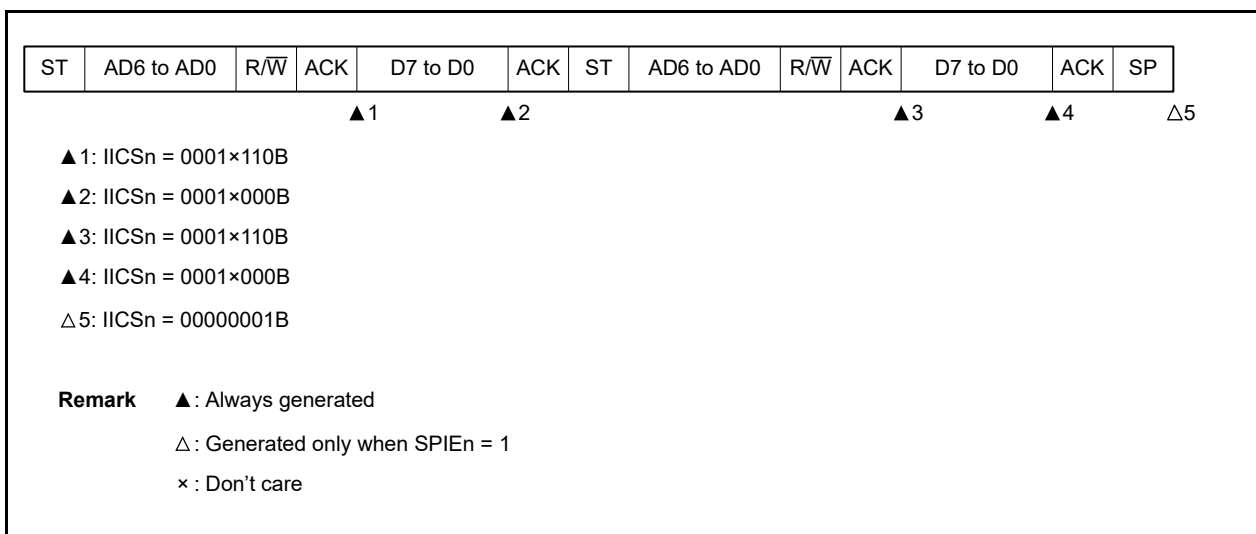 ST AD6 to AD0 R/W̅ ACK D7 to D0 ACK ST AD6 to AD0 R/W̅ ACK D7 to D0 ACK SP
▲1 ▲2 ▲3 ▲4 △5
▲1: IICSn = 0001×110B
▲2: IICSn = 0001×000B
▲3: IICSn = 0001×110B
▲4: IICSn = 0001×000B
△5: IICSn = 00000001B
Remark ▲: Always generated
△: Generated only when SPIEn = 1
×: Don’t care